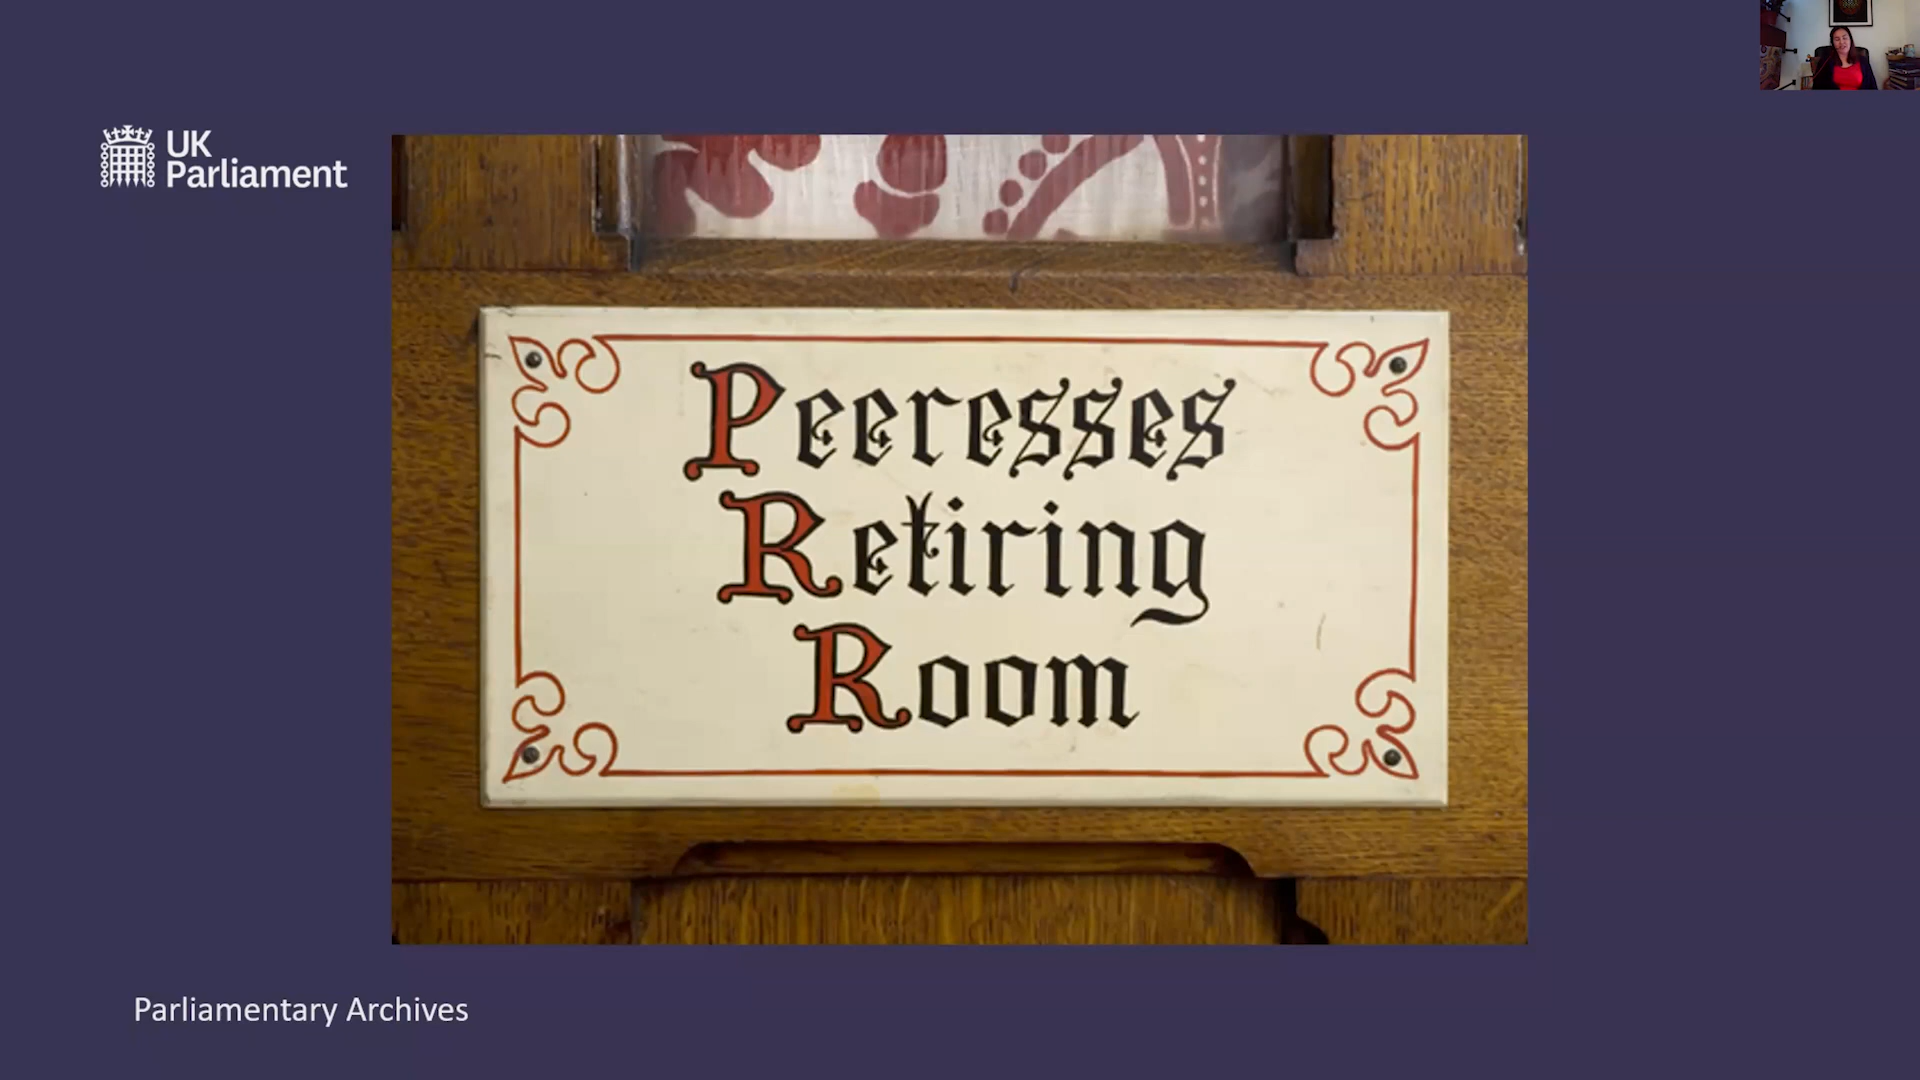 UK
Parliament
Peeresses
Retiring
Room
Parliamentary Archives